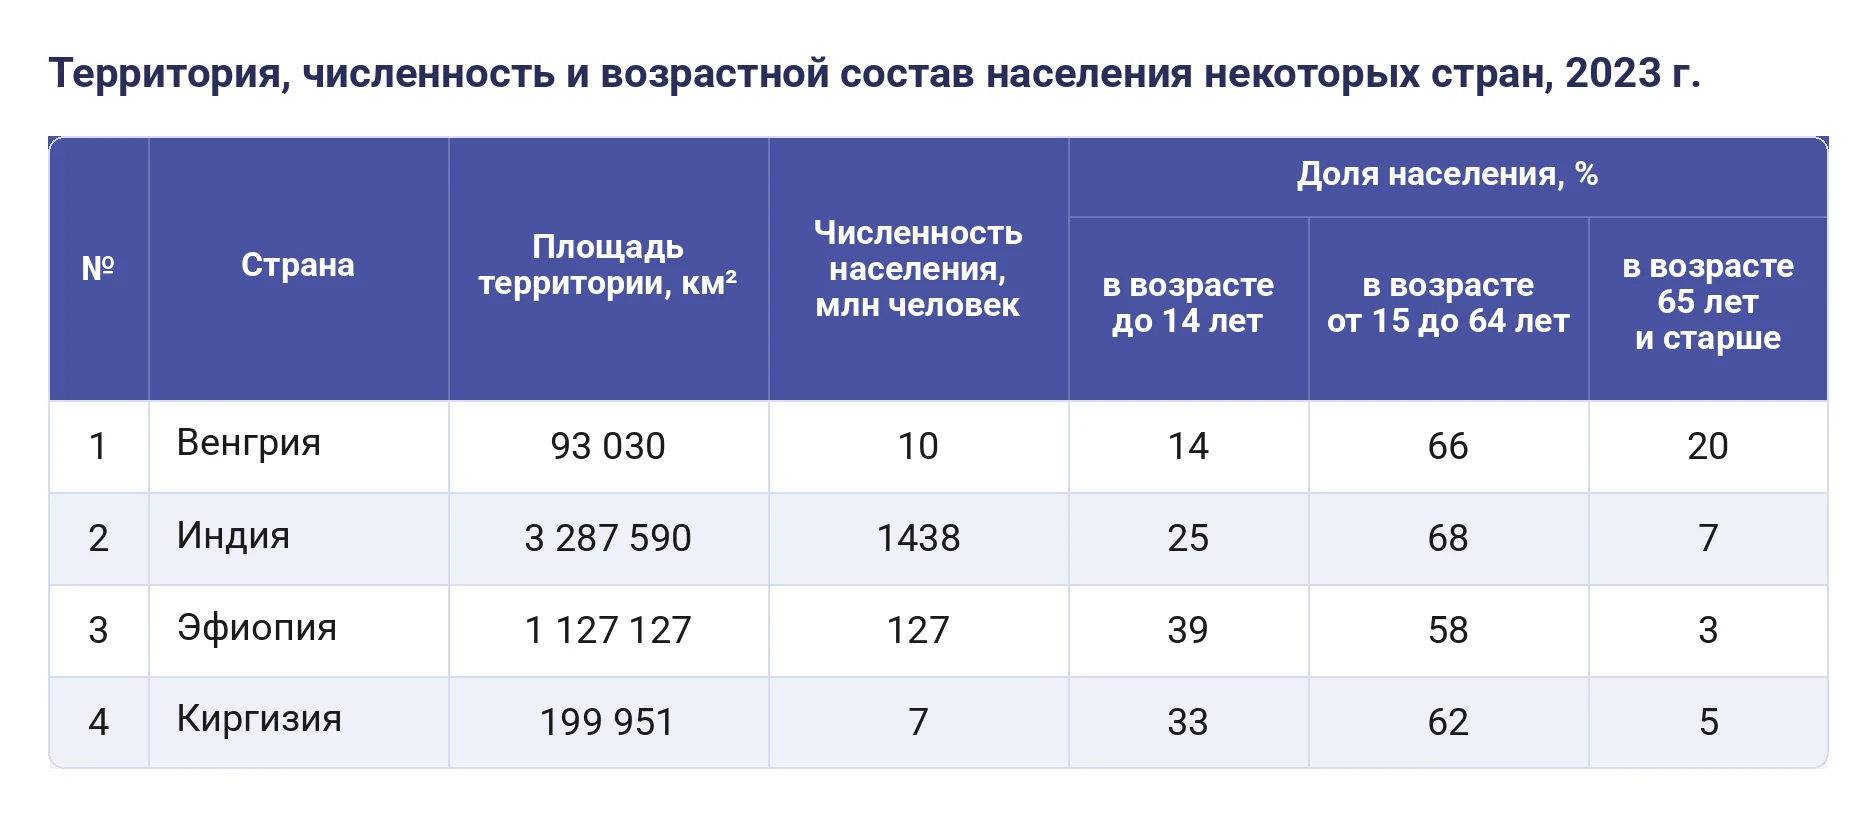 Территория, численность и возрастной состав населения некоторых стран, 2023 г.
№
Страна
Площадь
территории, км²
Численность
населения,
млн человек
Доля населения, %
в возрасте
до 14 лет
в возрасте
от 15 до 64 лет
в возрасте
65 лет
и старше
1 Венгрия 93 030 10 14 66 20
2 Индия 3 287 590 1438 25 68 7
3 Эфиопия 1 127 127 127 39 58 3
4 Киргизия 199 951 7 33 62 5